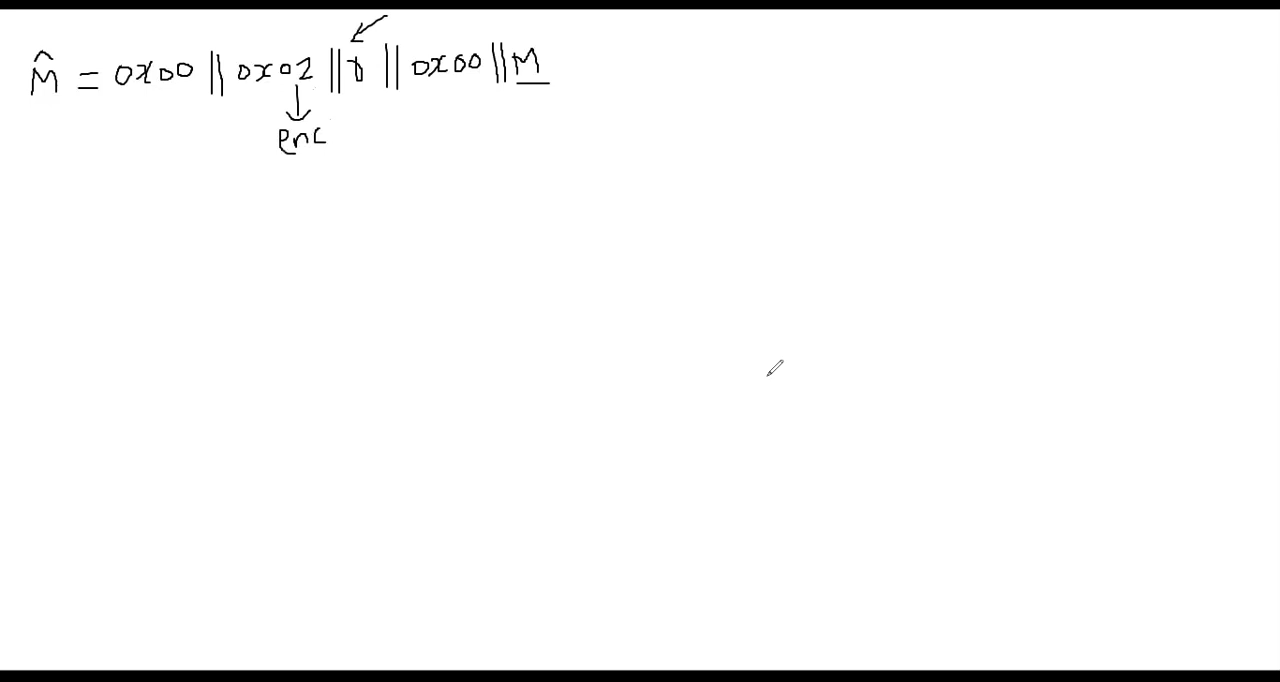 M̂ = 0x00 || 0x02 || r || 0x00 || M
enc